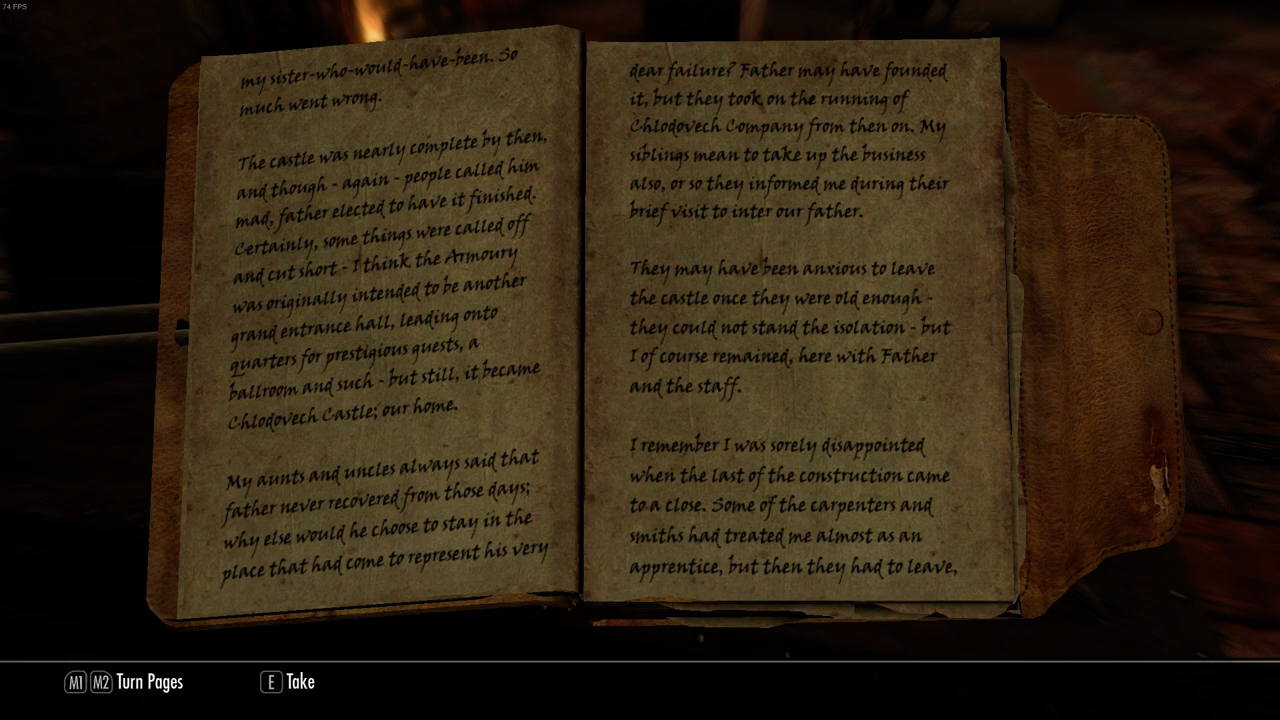 74 FPS
my sister-who-would-have-been. So
much went wrong.
The castle was nearly complete by then,
and though - again - people called him
mad, father elected to have it finished.
Certainly, some things were called off
and cut short - I think the Armoury
was originally intended to be another
grand entrance hall, leading onto
quarters for prestigious guests, a
ballroom and such - but still, it became
Chlodovech Castle; our home.
My aunts and uncles always said that
father never recovered from those days;
why else would he choose to stay in the
place that had come to represent his very
dear failure? Father may have founded
it, but they took on the running of
Chlodovech Company from then on. My
siblings mean to take up the business
also, or so they informed me during their
brief visit to inter our father.
They may have been anxious to leave
the castle once they were old enough -
they could not stand the isolation - but
I of course remained, here with Father
and the staff.
I remember I was sorely disappointed
when the last of the construction came
to a close. Some of the carpenters and
smiths had treated me almost as an
apprentice, but then they had to leave,
M1 M2 Turn Pages
E Take